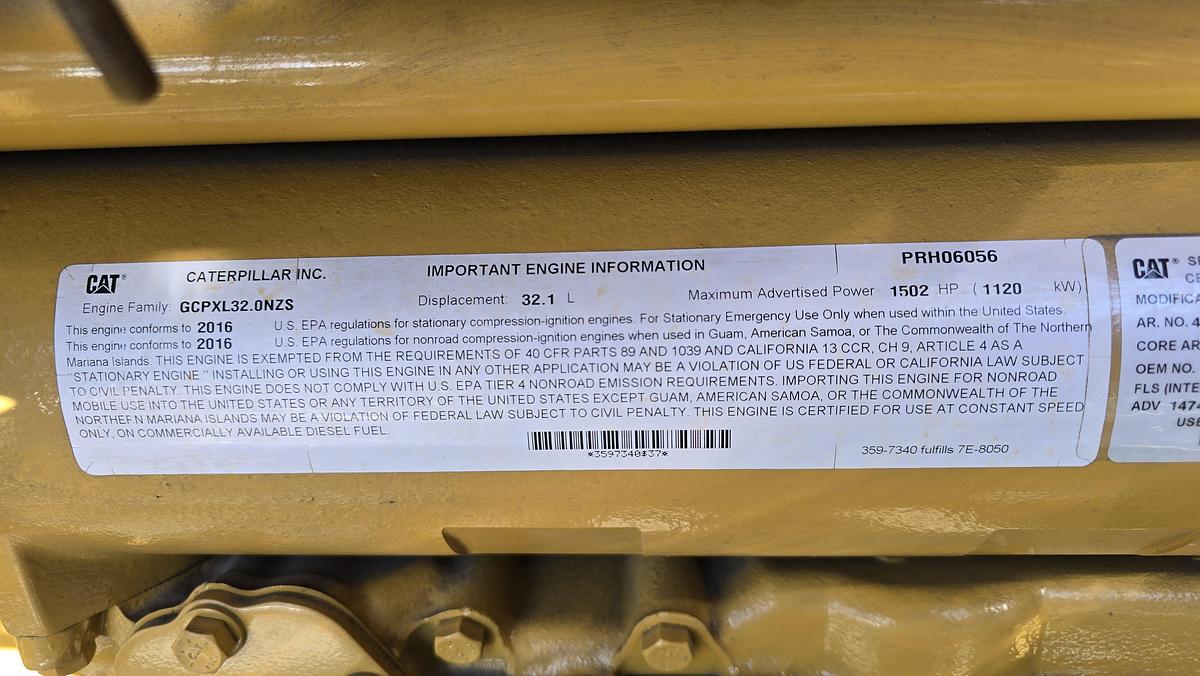 CAT® CATERPILLAR INC. IMPORTANT ENGINE INFORMATION PRH06056
Engine Family: GCPXL32.0NZS Displacement: 32.1 L Maximum Advertised Power 1502 HP ( 1120 kW)
This engine conforms to 2016 U.S. EPA regulations for stationary compression-ignition engines. For Stationary Emergency Use Only when used within the United States.
This engine conforms to 2016 U.S. EPA regulations for nonroad compression-ignition engines when used in Guam, American Samoa, or The Commonwealth of The Northern
Mariana Islands. THIS ENGINE IS EXEMPTED FROM THE REQUIREMENTS OF 40 CFR PARTS 89 AND 1039 AND CALIFORNIA 13 CCR, CH 9, ARTICLE 4 AS A
"STATIONARY ENGINE." INSTALLING OR USING THIS ENGINE IN ANY OTHER APPLICATION MAY BE A VIOLATION OF US FEDERAL OR CALIFORNIA LAW SUBJECT
TO CIVIL PENALTY. THIS ENGINE DOES NOT COMPLY WITH U.S. EPA TIER 4 NONROAD EMISSION REQUIREMENTS. IMPORTING THIS ENGINE FOR NONROAD
MOBILE USE INTO THE UNITED STATES OR ANY TERRITORY OF THE UNITED STATES EXCEPT GUAM, AMERICAN SAMOA, OR THE COMMONWEALTH OF THE
NORTHERN MARIANA ISLANDS MAY BE A VIOLATION OF FEDERAL LAW SUBJECT TO CIVIL PENALTY. THIS ENGINE IS CERTIFIED FOR USE AT CONSTANT SPEED
ONLY, ON COMMERCIALLY AVAILABLE DIESEL FUEL.
*3597340$37*
359-7340 fulfills 7E-8050
CAT®
MODIFICA
AR. NO. 4
CORE AR
OEM NO.
FLS (INTE
ADV 1474
USE